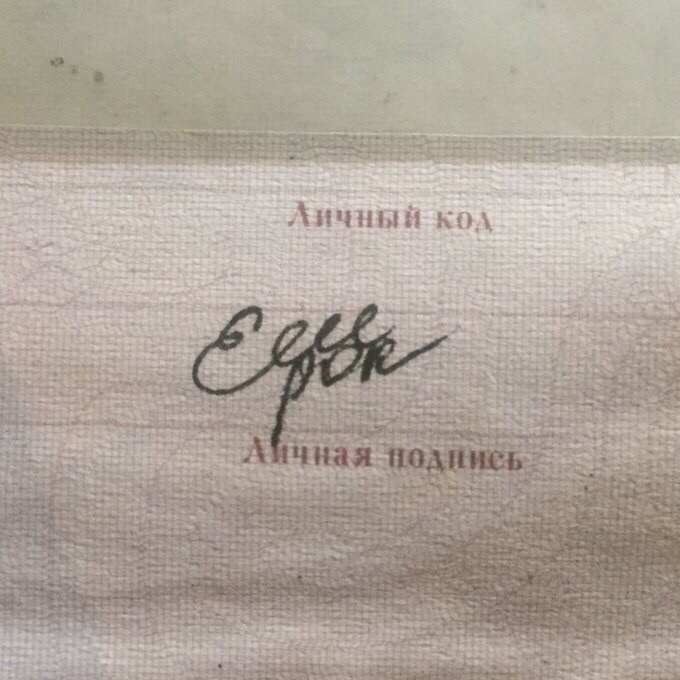 Личный код
Личная подпись